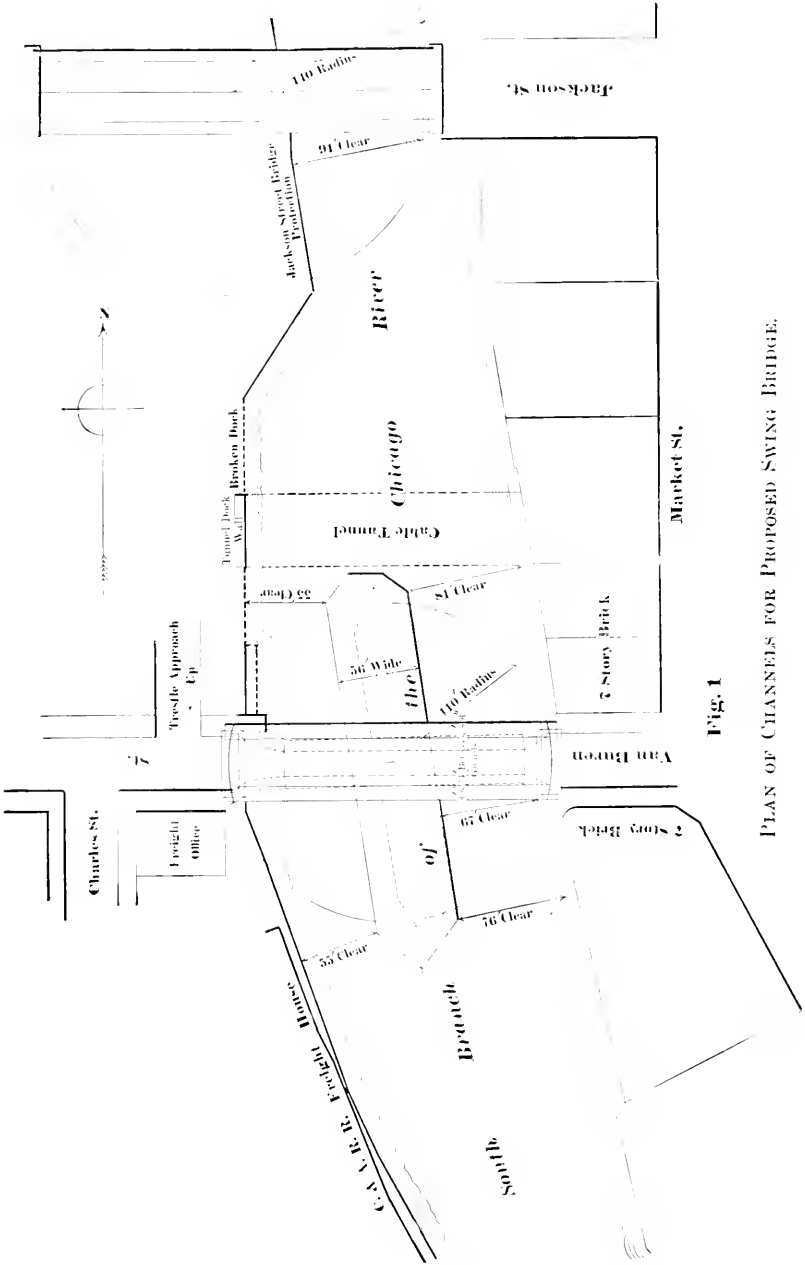 110 Radius
Jackson St.
91' Clear
Jackson Street Bridge
Protection
River
Chicago
Broken Dock
Tunnel Dock
Wall
Cable Tunnel
Market St.
55' Clear
81' Clear
56' Wide
the
110' Radius
7 Story Brick
Trestle Approach
Up
St.
Van Buren
Charles St.
Freight
Office
67' Clear
of
7 Story Brick
76' Clear
55' Clear
C. & A. R. R. Freight House
Branch
South
Fig. 1
PLAN OF CHANNELS FOR PROPOSED SWING BRIDGE.